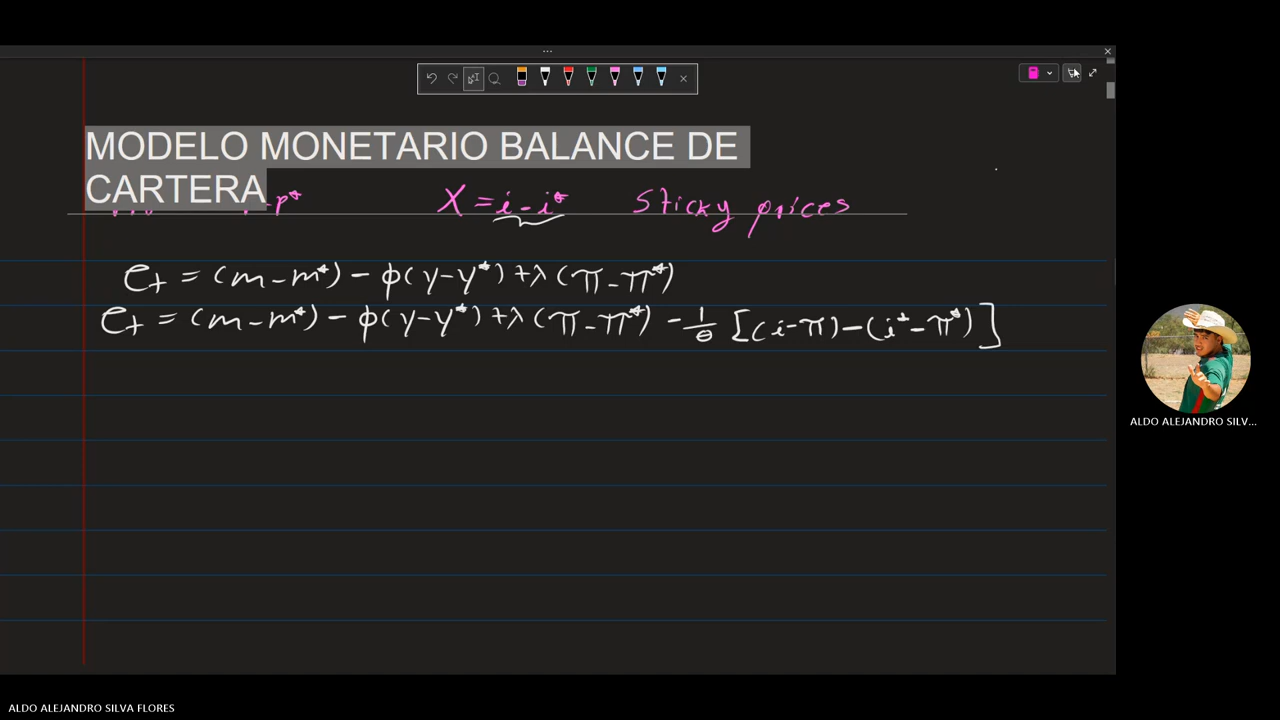 MODELO MONETARIO BALANCE DE
CARTERA
-p* X = i - i* Sticky prices
e_t = (m - m*) - φ(y - y*) + λ(π - π*)
e_t = (m - m*) - φ(y - y*) + λ(π - π*) - 1/θ [(i - π) - (i* - π*)]
ALDO ALEJANDRO SILV...
ALDO ALEJANDRO SILVA FLORES